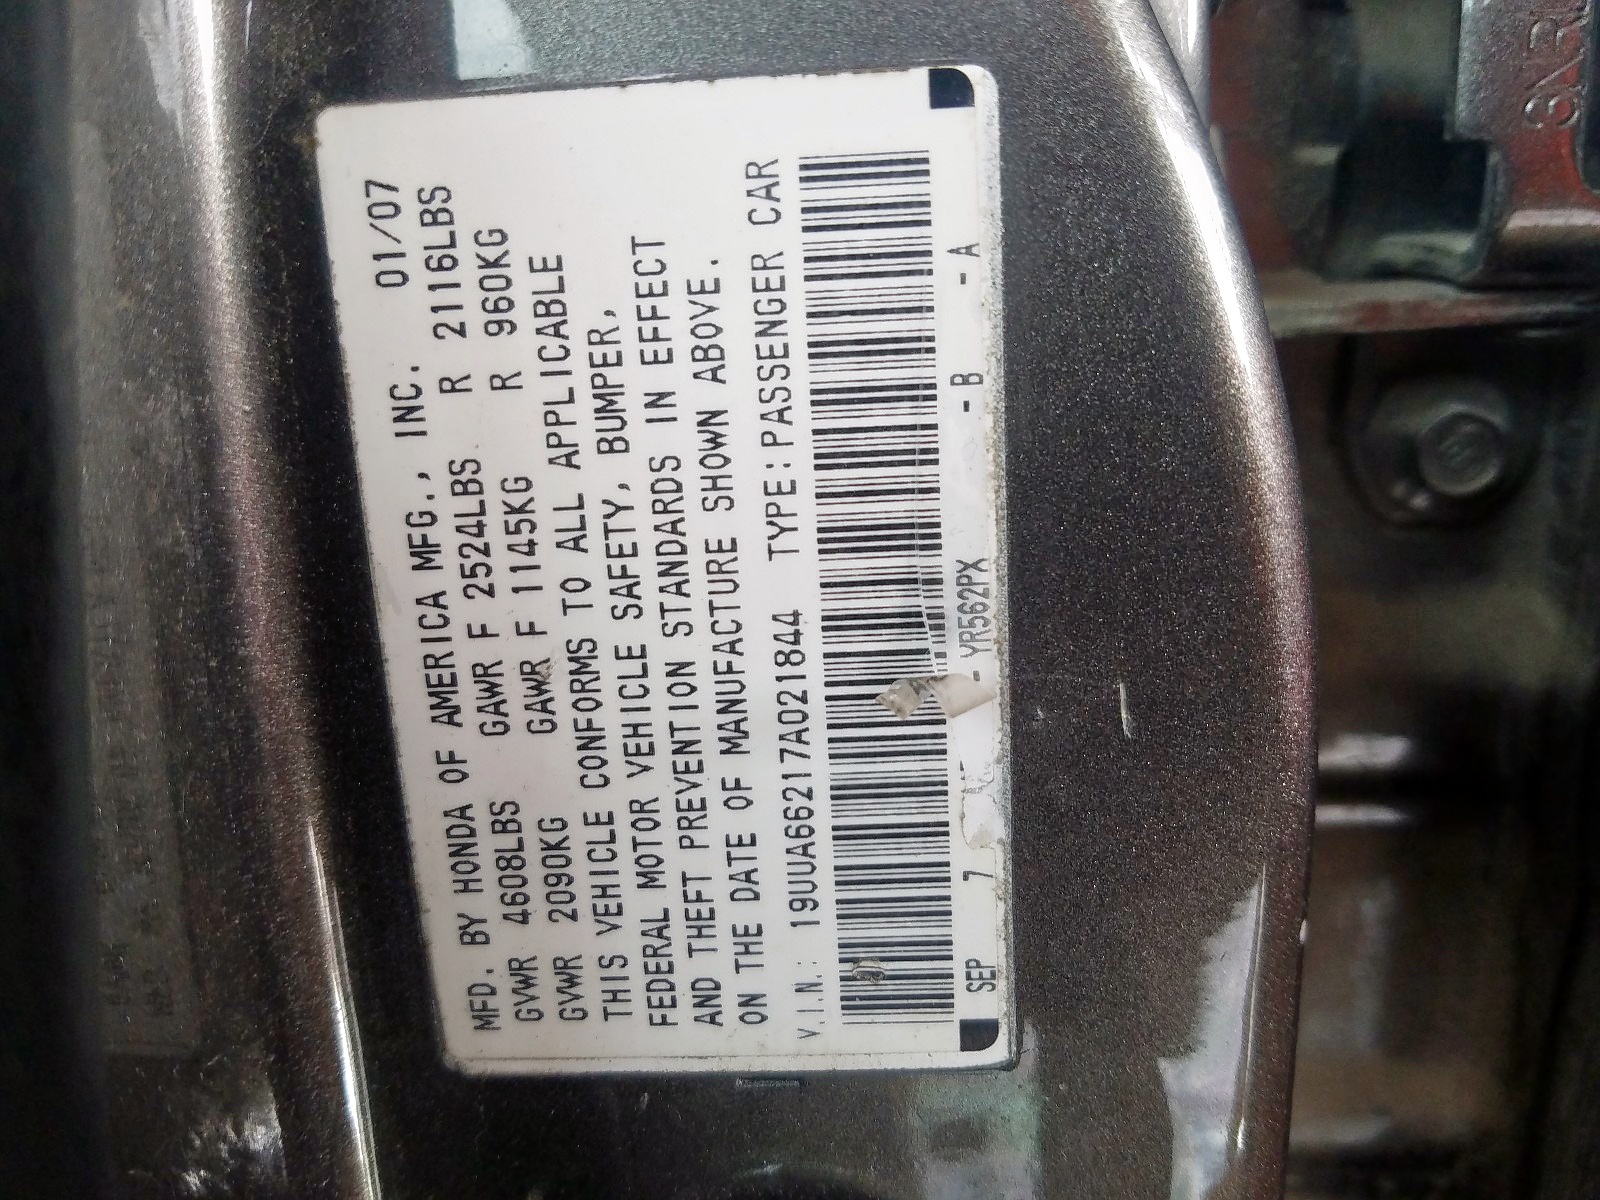 MFD. BY HONDA OF AMERICA MFG., INC. 01/07
GVWR 4608LBS GAWR F 2524LBS R 2116LBS
GVWR 2090KG GAWR F 1145KG R 960KG
THIS VEHICLE CONFORMS TO ALL APPLICABLE
FEDERAL MOTOR VEHICLE SAFETY, BUMPER,
AND THEFT PREVENTION STANDARDS IN EFFECT
ON THE DATE OF MANUFACTURE SHOWN ABOVE.
V.I.N.: 19UUA66217A021844 TYPE:PASSENGER CAR
SEP 7 - YR562PX - B - A